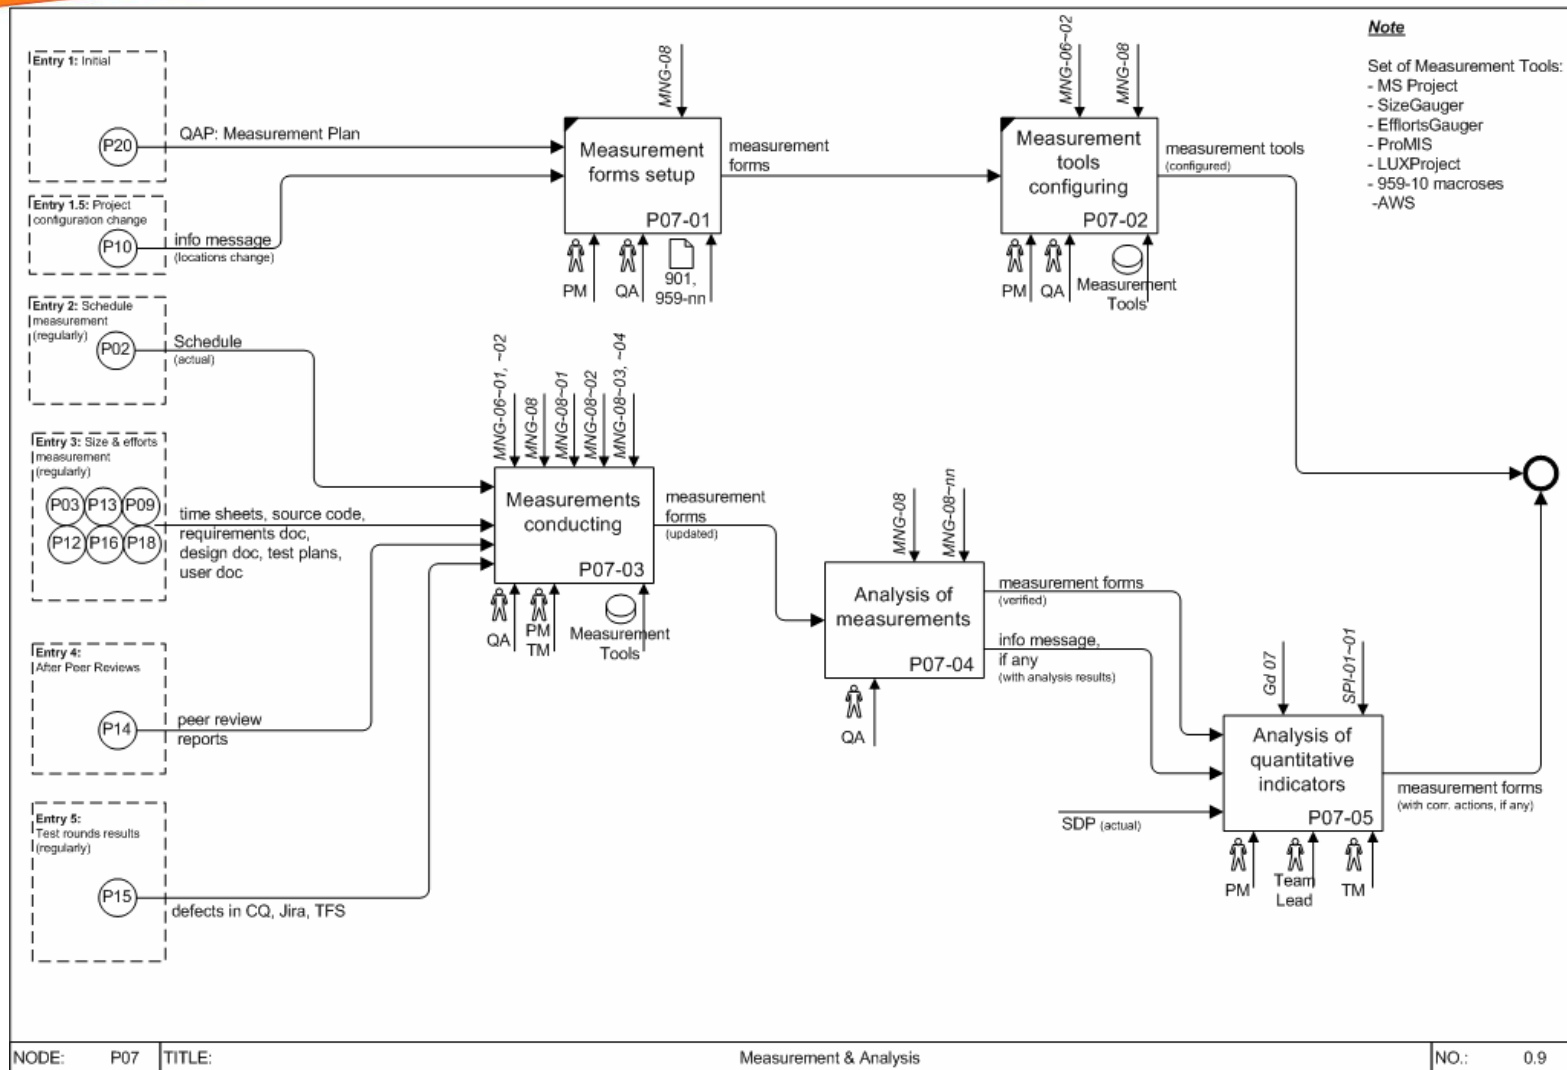 Note
Set of Measurement Tools:
- MS Project
- SizeGauger
- EfflortsGauger
- ProMIS
- LUXProject
- 959-10 macroses
-AWS
Entry 1: Initial
P20
QAP: Measurement Plan
Entry 1.5: Project
configuration change
P10
info message
(locations change)
MNG-08
Measurement
forms setup
P07-01
PM
QA
901,
959-nn
measurement
forms
MNG-06~02
MNG-08
Measurement
tools
configuring
P07-02
PM
QA
Measurement
Tools
measurement tools
(configured)
Entry 2: Schedule
measurement
(regularly)
P02
Schedule
(actual)
Entry 3: Size & efforts
measurement
(regularly)
P03 P13 P09
P12 P16 P18
time sheets, source code,
requirements doc,
design doc, test plans,
user doc
MNG-06~01, ~02
MNG-08
MNG-08~01
MNG-08~02
MNG-08~03, ~04
Measurements
conducting
P07-03
QA
PM
TM
Measurement
Tools
measurement
forms
(updated)
Entry 4:
After Peer Reviews
P14
peer review
reports
MNG-08
MNG-08~nn
Analysis of
measurements
P07-04
QA
measurement forms
(verified)
info message,
if any
(with analysis results)
Entry 5:
Test rounds results
(regularly)
P15
defects in CQ, Jira, TFS
Gd 07
SPI-01~01
Analysis of
quantitative
indicators
P07-05
SDP (actual)
PM
Team
Lead
TM
measurement forms
(with corr. actions, if any)
NODE: P07 TITLE: Measurement & Analysis NO.: 0.9